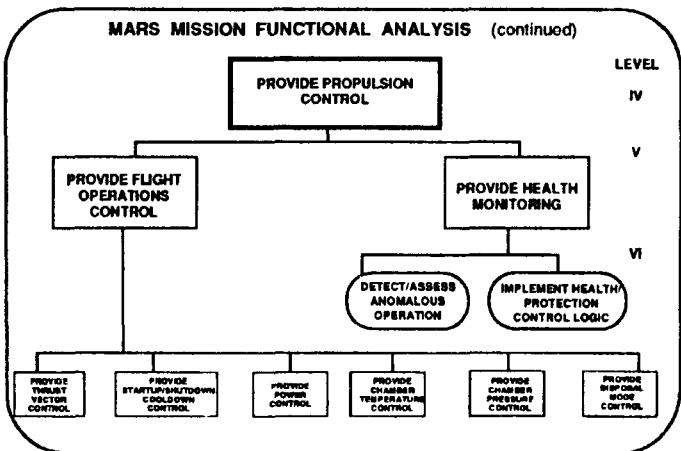 MARS MISSION FUNCTIONAL ANALYSIS (continued)
LEVEL
PROVIDE PROPULSION
CONTROL
IV
V
PROVIDE FLIGHT
OPERATIONS
CONTROL
PROVIDE HEALTH
MONITORING
VI
DETECT/ASSESS
ANOMALOUS
OPERATION
IMPLEMENT HEALTH/
PROTECTION
CONTROL LOGIC
PROVIDE
THRUST
VECTOR
CONTROL
PROVIDE
STARTUP/SHUTDOWN
COOLDOWN
CONTROL
PROVIDE
POWER
CONTROL
PROVIDE
CHAMBER
TEMPERATURE
CONTROL
PROVIDE
CHAMBER
PRESSURE
CONTROL
PROVIDE
DISPOSAL
MODE
CONTROL